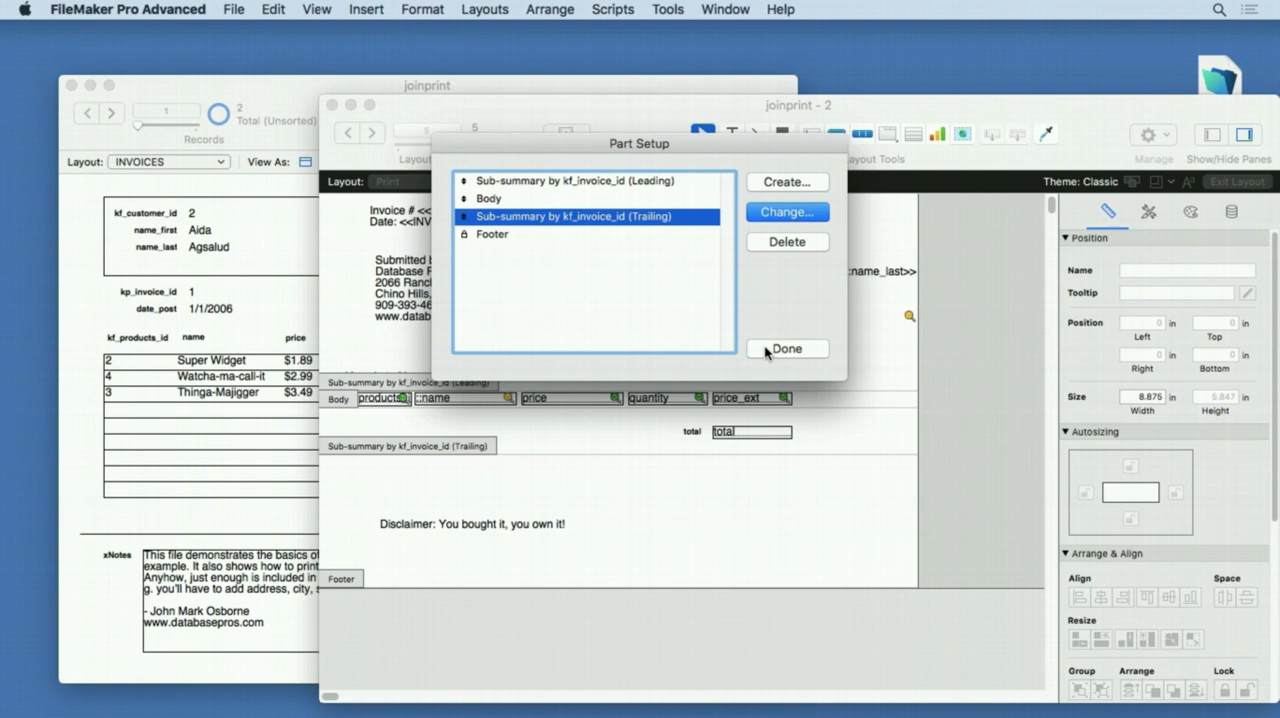 FileMaker Pro Advanced File Edit View Insert Format Layouts Arrange Scripts Tools Window Help
joinprint
1
2
Total (Unsorted)
Records
Layout: INVOICES View As:
kf_customer_id 2
name_first Aida
name_last Agsalud
kp_invoice_id 1
date_post 1/1/2006
kf_products_id name price
2 Super Widget $1.89
4 Watcha-ma-call-it $2.99
3 Thinga-Majigger $3.49
xNotes
This file demonstrates the basics of
example. It also shows how to print
Anyhow, just enough is included in
g. you'll have to add address, city,
- John Mark Osborne
www.databasepros.com
joinprint - 2
5
Layou
ayout Tools
Manage
Show/Hide Panes
Layout: Print
Theme: Classic
Exit Layout
Invoice # <<
Date: <<INV
Submitted b
Database P
2066 Ranch
Chino Hills,
909-393-46
www.datab
:name_last>>
Sub-summary by kf_invoice_id (Leading)
Body
products :name price quantity price_ext
total total
Sub-summary by kf_invoice_id (Trailing)
Disclaimer: You bought it, you own it!
Footer
Part Setup
Sub-summary by kf_invoice_id (Leading)
Body
Sub-summary by kf_invoice_id (Trailing)
Footer
Create...
Change...
Delete
Done
Position
Name
Tooltip
Position 0 in 0 in
Left Top
0 in 0 in
Right Bottom
Size 8.875 in 5.847 in
Width Height
Autosizing
Arrange & Align
Align Space
Resize
Group Arrange Lock